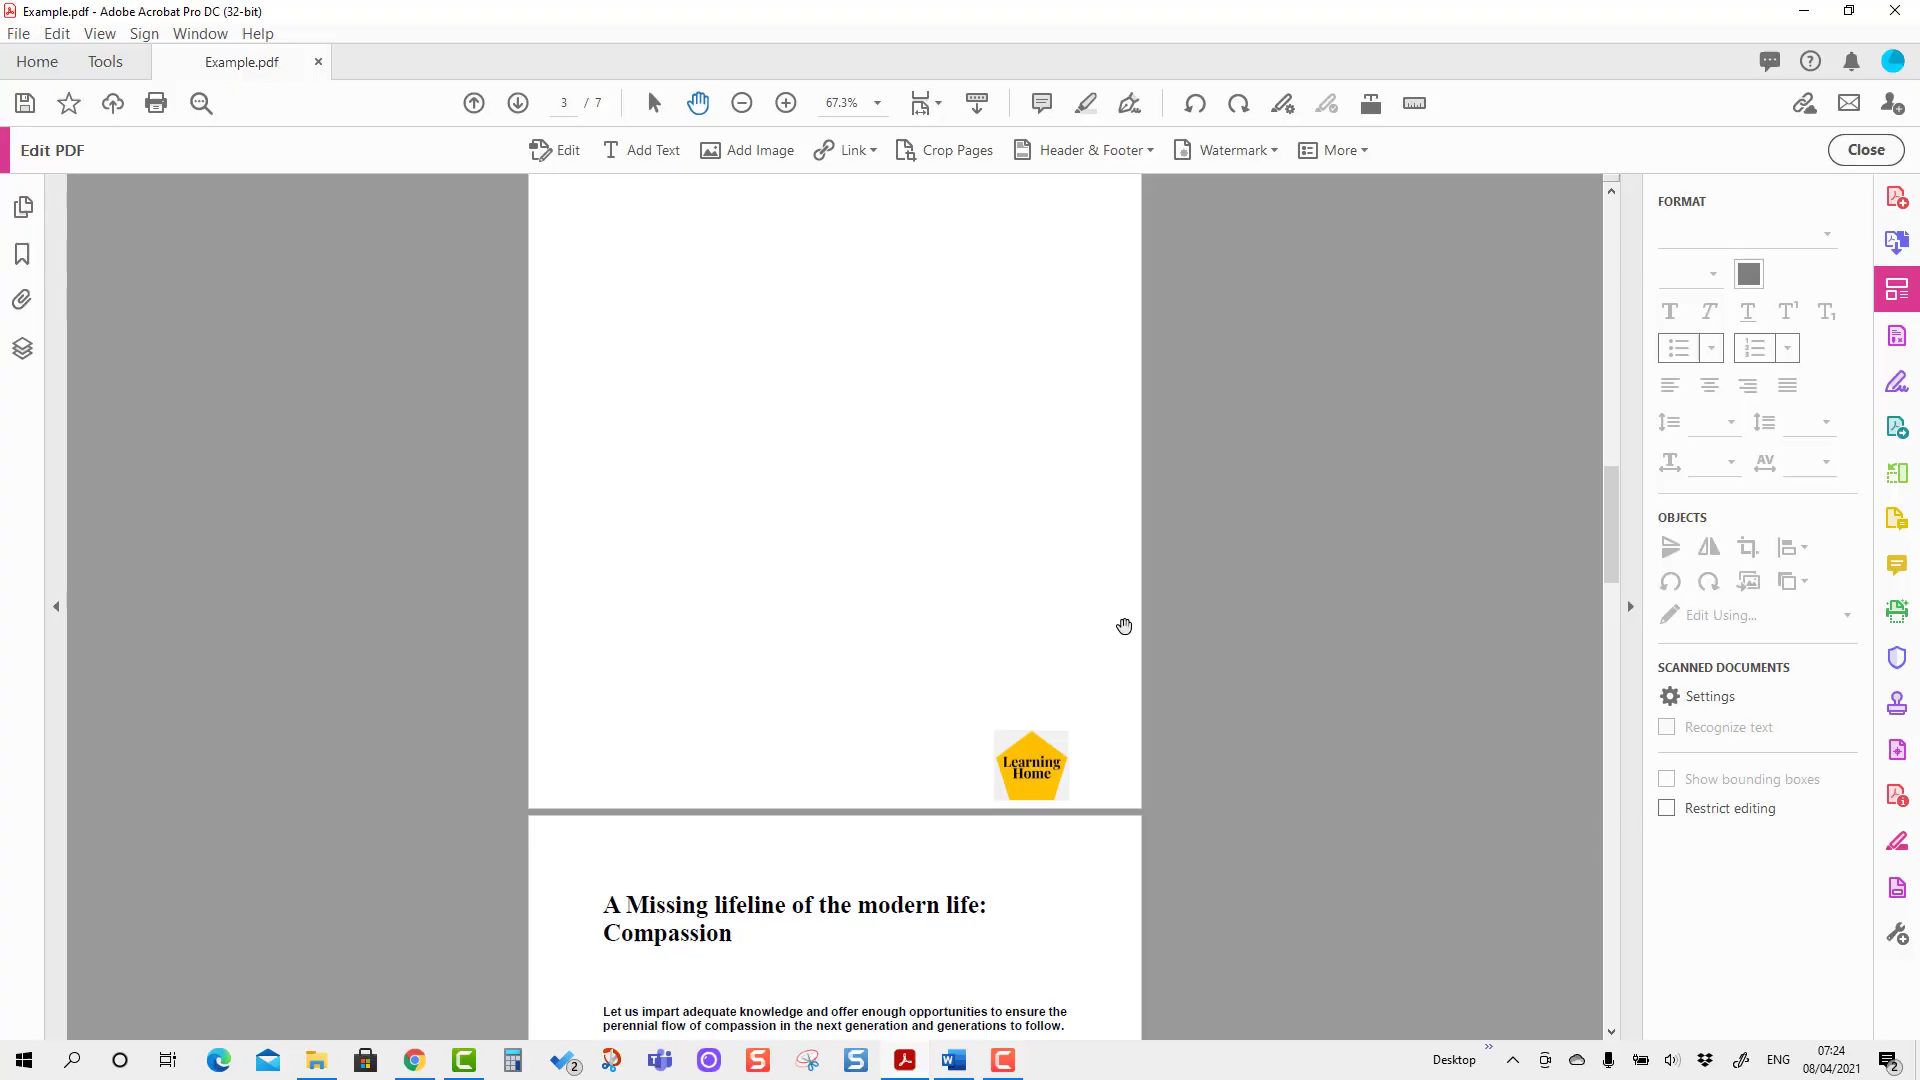 Example.pdf - Adobe Acrobat Pro DC (32-bit)
File Edit View Sign Window Help
Home Tools Example.pdf
3 / 7 67.3%
Edit PDF Edit Add Text Add Image Link Crop Pages Header & Footer Watermark More Close
FORMAT
OBJECTS
Edit Using...
SCANNED DOCUMENTS
Settings
Recognize text
Show bounding boxes
Restrict editing
Learning
Home
A Missing lifeline of the modern life:
Compassion
Let us impart adequate knowledge and offer enough opportunities to ensure the
perennial flow of compassion in the next generation and generations to follow.
2 Desktop ENG 07:24
08/04/2021 2